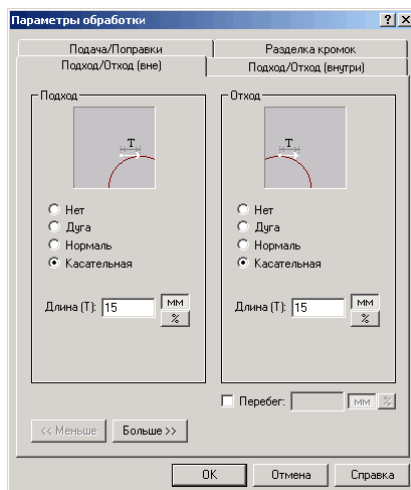 Параметры обработки
Подача/Поправки Разделка кромок
Подход/Отход (вне) Подход/Отход (внутри)
Подход Отход
T T
Нет Нет
Дуга Дуга
Нормаль Нормаль
Касательная Касательная
Длина (T): 15 мм Длина (T): 15 мм
% %
Перебег: мм %
<< Меньше Больше >>
OK Отмена Справка